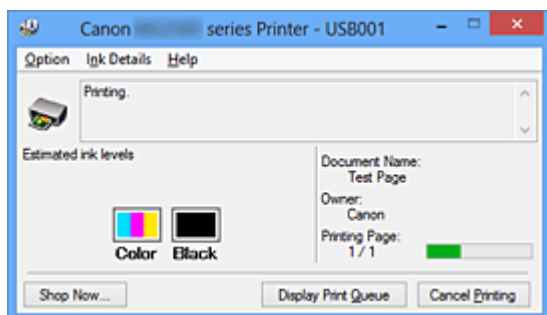 Canon series Printer - USB001
Option Ink Details Help
Printing.
Estimated ink levels
Document Name:
Test Page
Owner:
Canon
Printing Page:
1 / 1
Color Black
Shop Now... Display Print Queue Cancel Printing